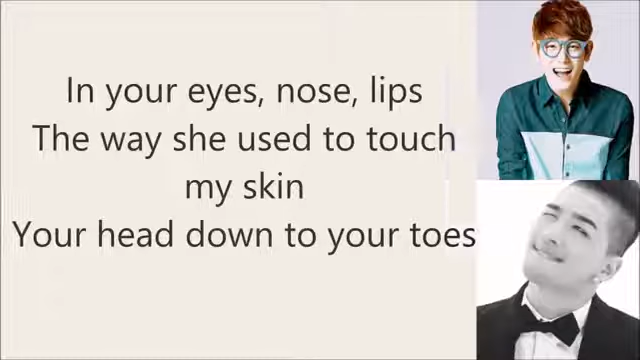 In your eyes, nose, lips
The way she used to touch
my skin
Your head down to your toes